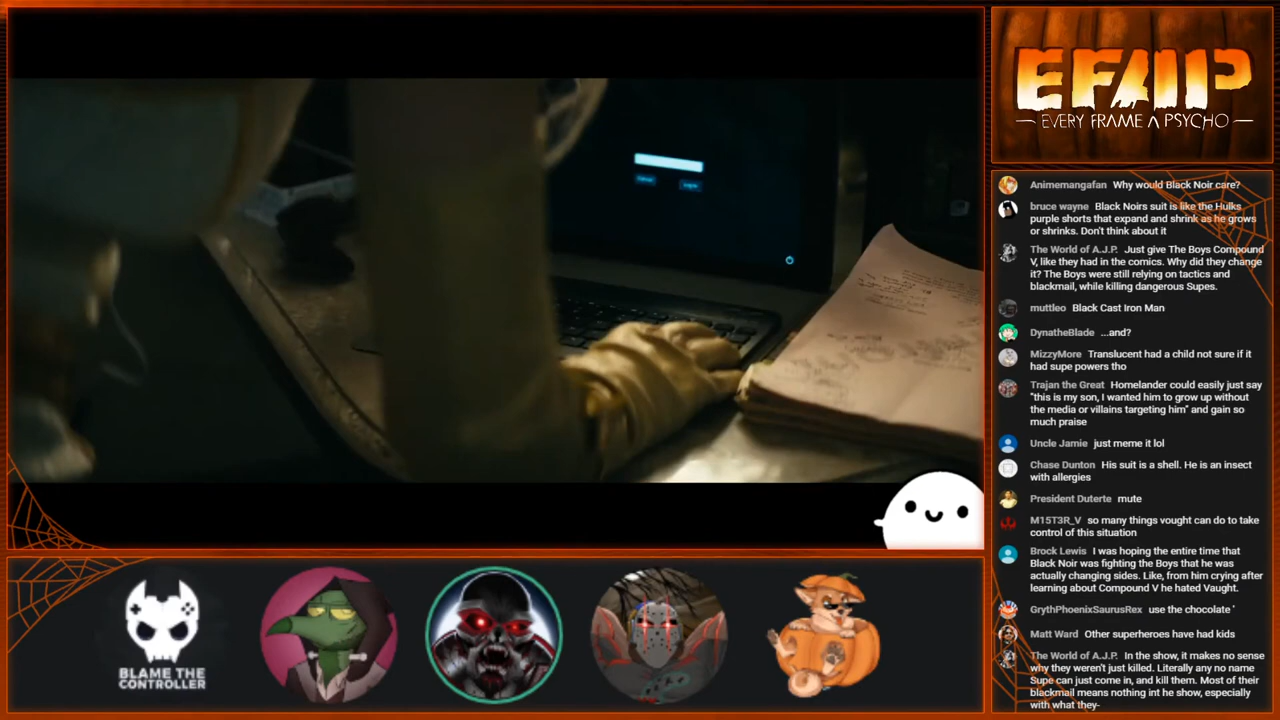 EFAP
EVERY FRAME A PSYCHO
Animemangafan Why would Black Noir care?
bruce wayne Black Noirs suit is like the Hulks
purple shorts that expand and shrink as he grows
or shrinks. Don't think about it
The World of A.J.P. Just give The Boys Compound
V, like they had in the comics. Why did they change
it? The Boys were still relying on tactics and
blackmail, while killing dangerous Supes.
muttleo Black Cast Iron Man
DynatheBlade ...and?
MizzyMore Translucent had a child not sure if it
had supe powers tho
Trajan the Great Homelander could easily just say
"this is my son, I wanted him to grow up without
the media or villains targeting him" and gain so
much praise
Uncle Jamie just meme it lol
Chase Dunton His suit is a shell. He is an insect
with allergies
President Duterte mute
M15T3R_V so many things vought can do to take
control of this situation
Brock Lewis I was hoping the entire time that
Black Noir was fighting the Boys that he was
actually changing sides. Like, from him crying after
learning about Compound V he hated Vaught.
GrythPhoenixSaurusRex use the chocolate '
Matt Ward Other superheroes have had kids
The World of A.J.P. In the show, it makes no sense
why they weren't just killed. Literally any no name
Supe can just come in, and kill them. Most of their
blackmail means nothing int he show, especially
with what they-
BLAME THE
CONTROLLER